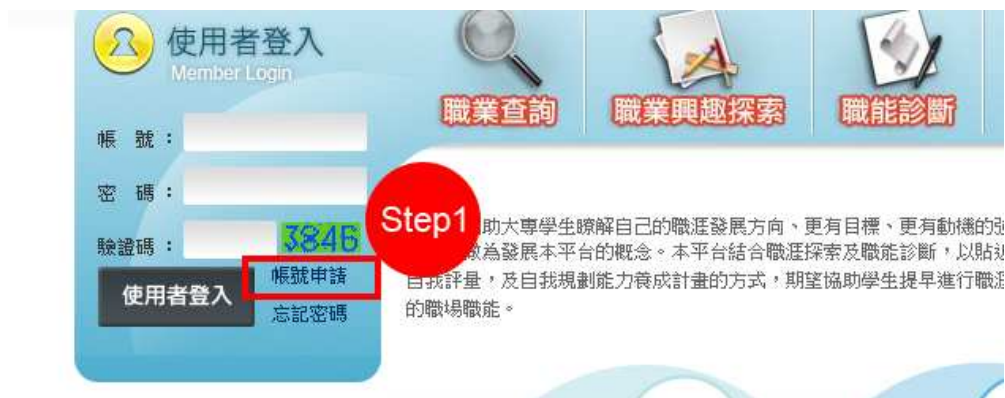 使用者登入
Member Login
帳 號：
密 碼：
驗證碼：
3846
帳號申請
使用者登入
忘記密碼
職業查詢
職業興趣探索
職能診斷
Step1
助大專學生瞭解自己的職涯發展方向、更有目標、更有動機的
為發展本平台的概念。本平台結合職涯探索及職能診斷，以貼近
自我評量，及自我規劃能力養成計畫的方式，期望協助學生提早進行職涯
的職場職能。